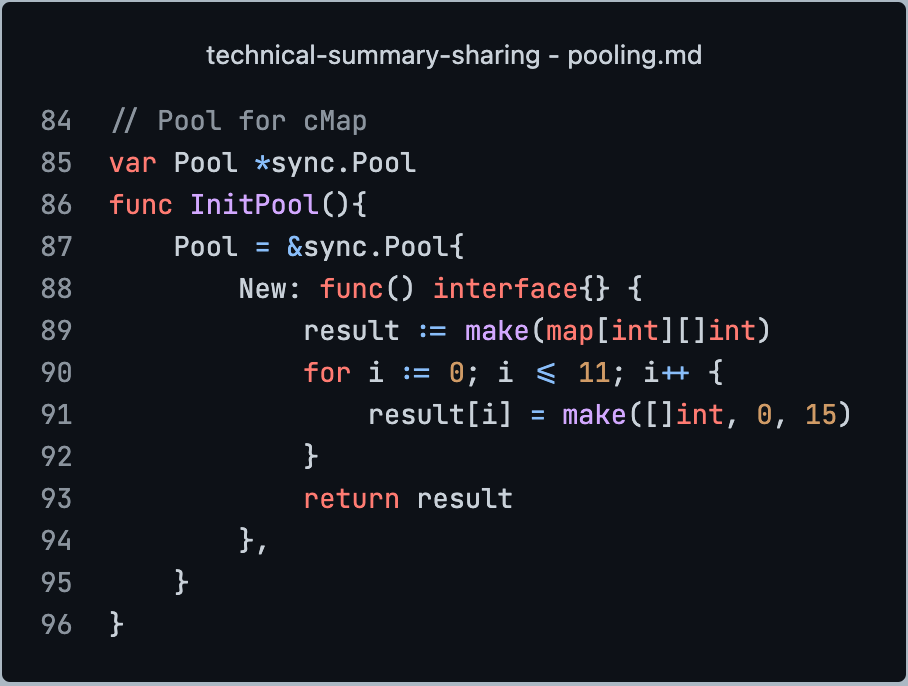 technical-summary-sharing - pooling.md
84 // Pool for cMap
85 var Pool *sync.Pool
86 func InitPool(){
87     Pool = &sync.Pool{
88         New: func() interface{} {
89             result := make(map[int][]int)
90             for i := 0; i <= 11; i++ {
91                 result[i] = make([]int, 0, 15)
92             }
93             return result
94         },
95     }
96 }